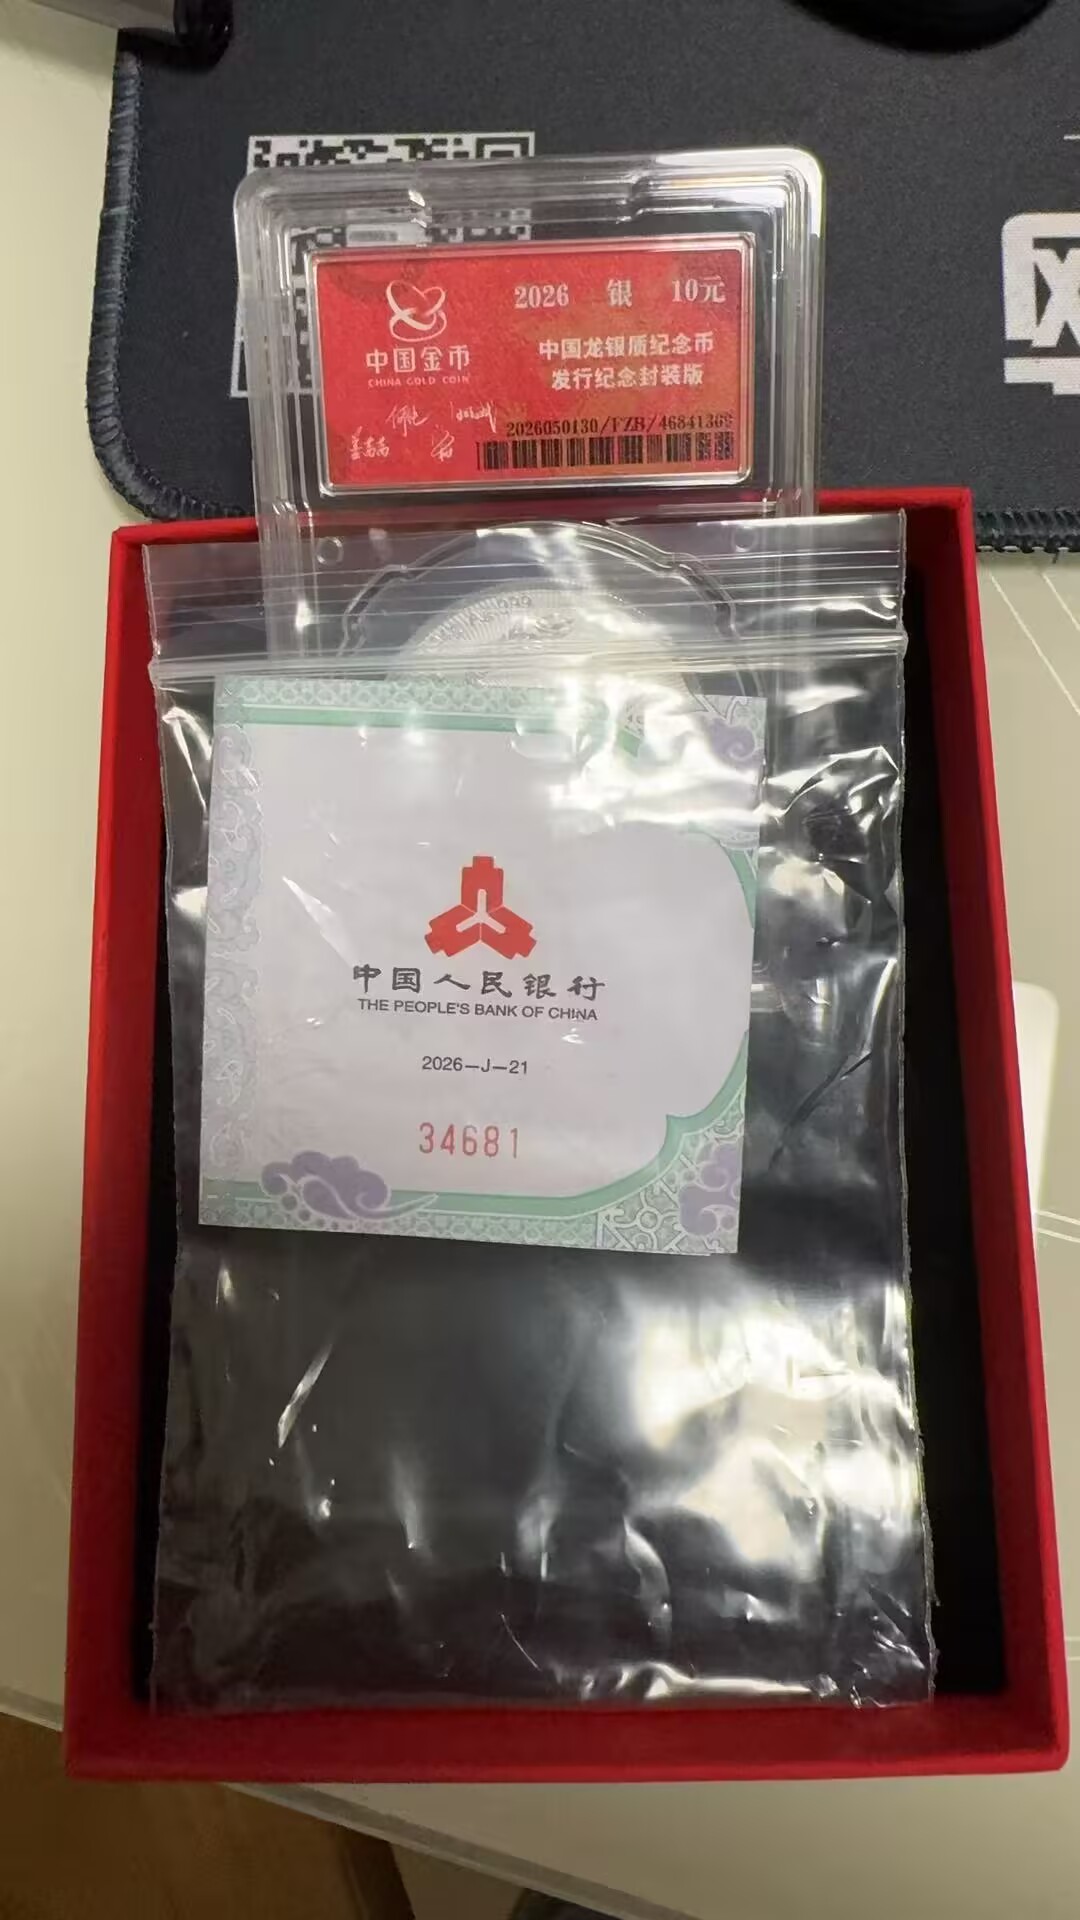 2026 银 10元
中国金币
CHINA GOLD COIN
中国龙银质纪念币
发行纪念封装版
2026050130/FZB/46841369
中国人民银行
THE PEOPLE'S BANK OF CHINA
2026—J—21
34681